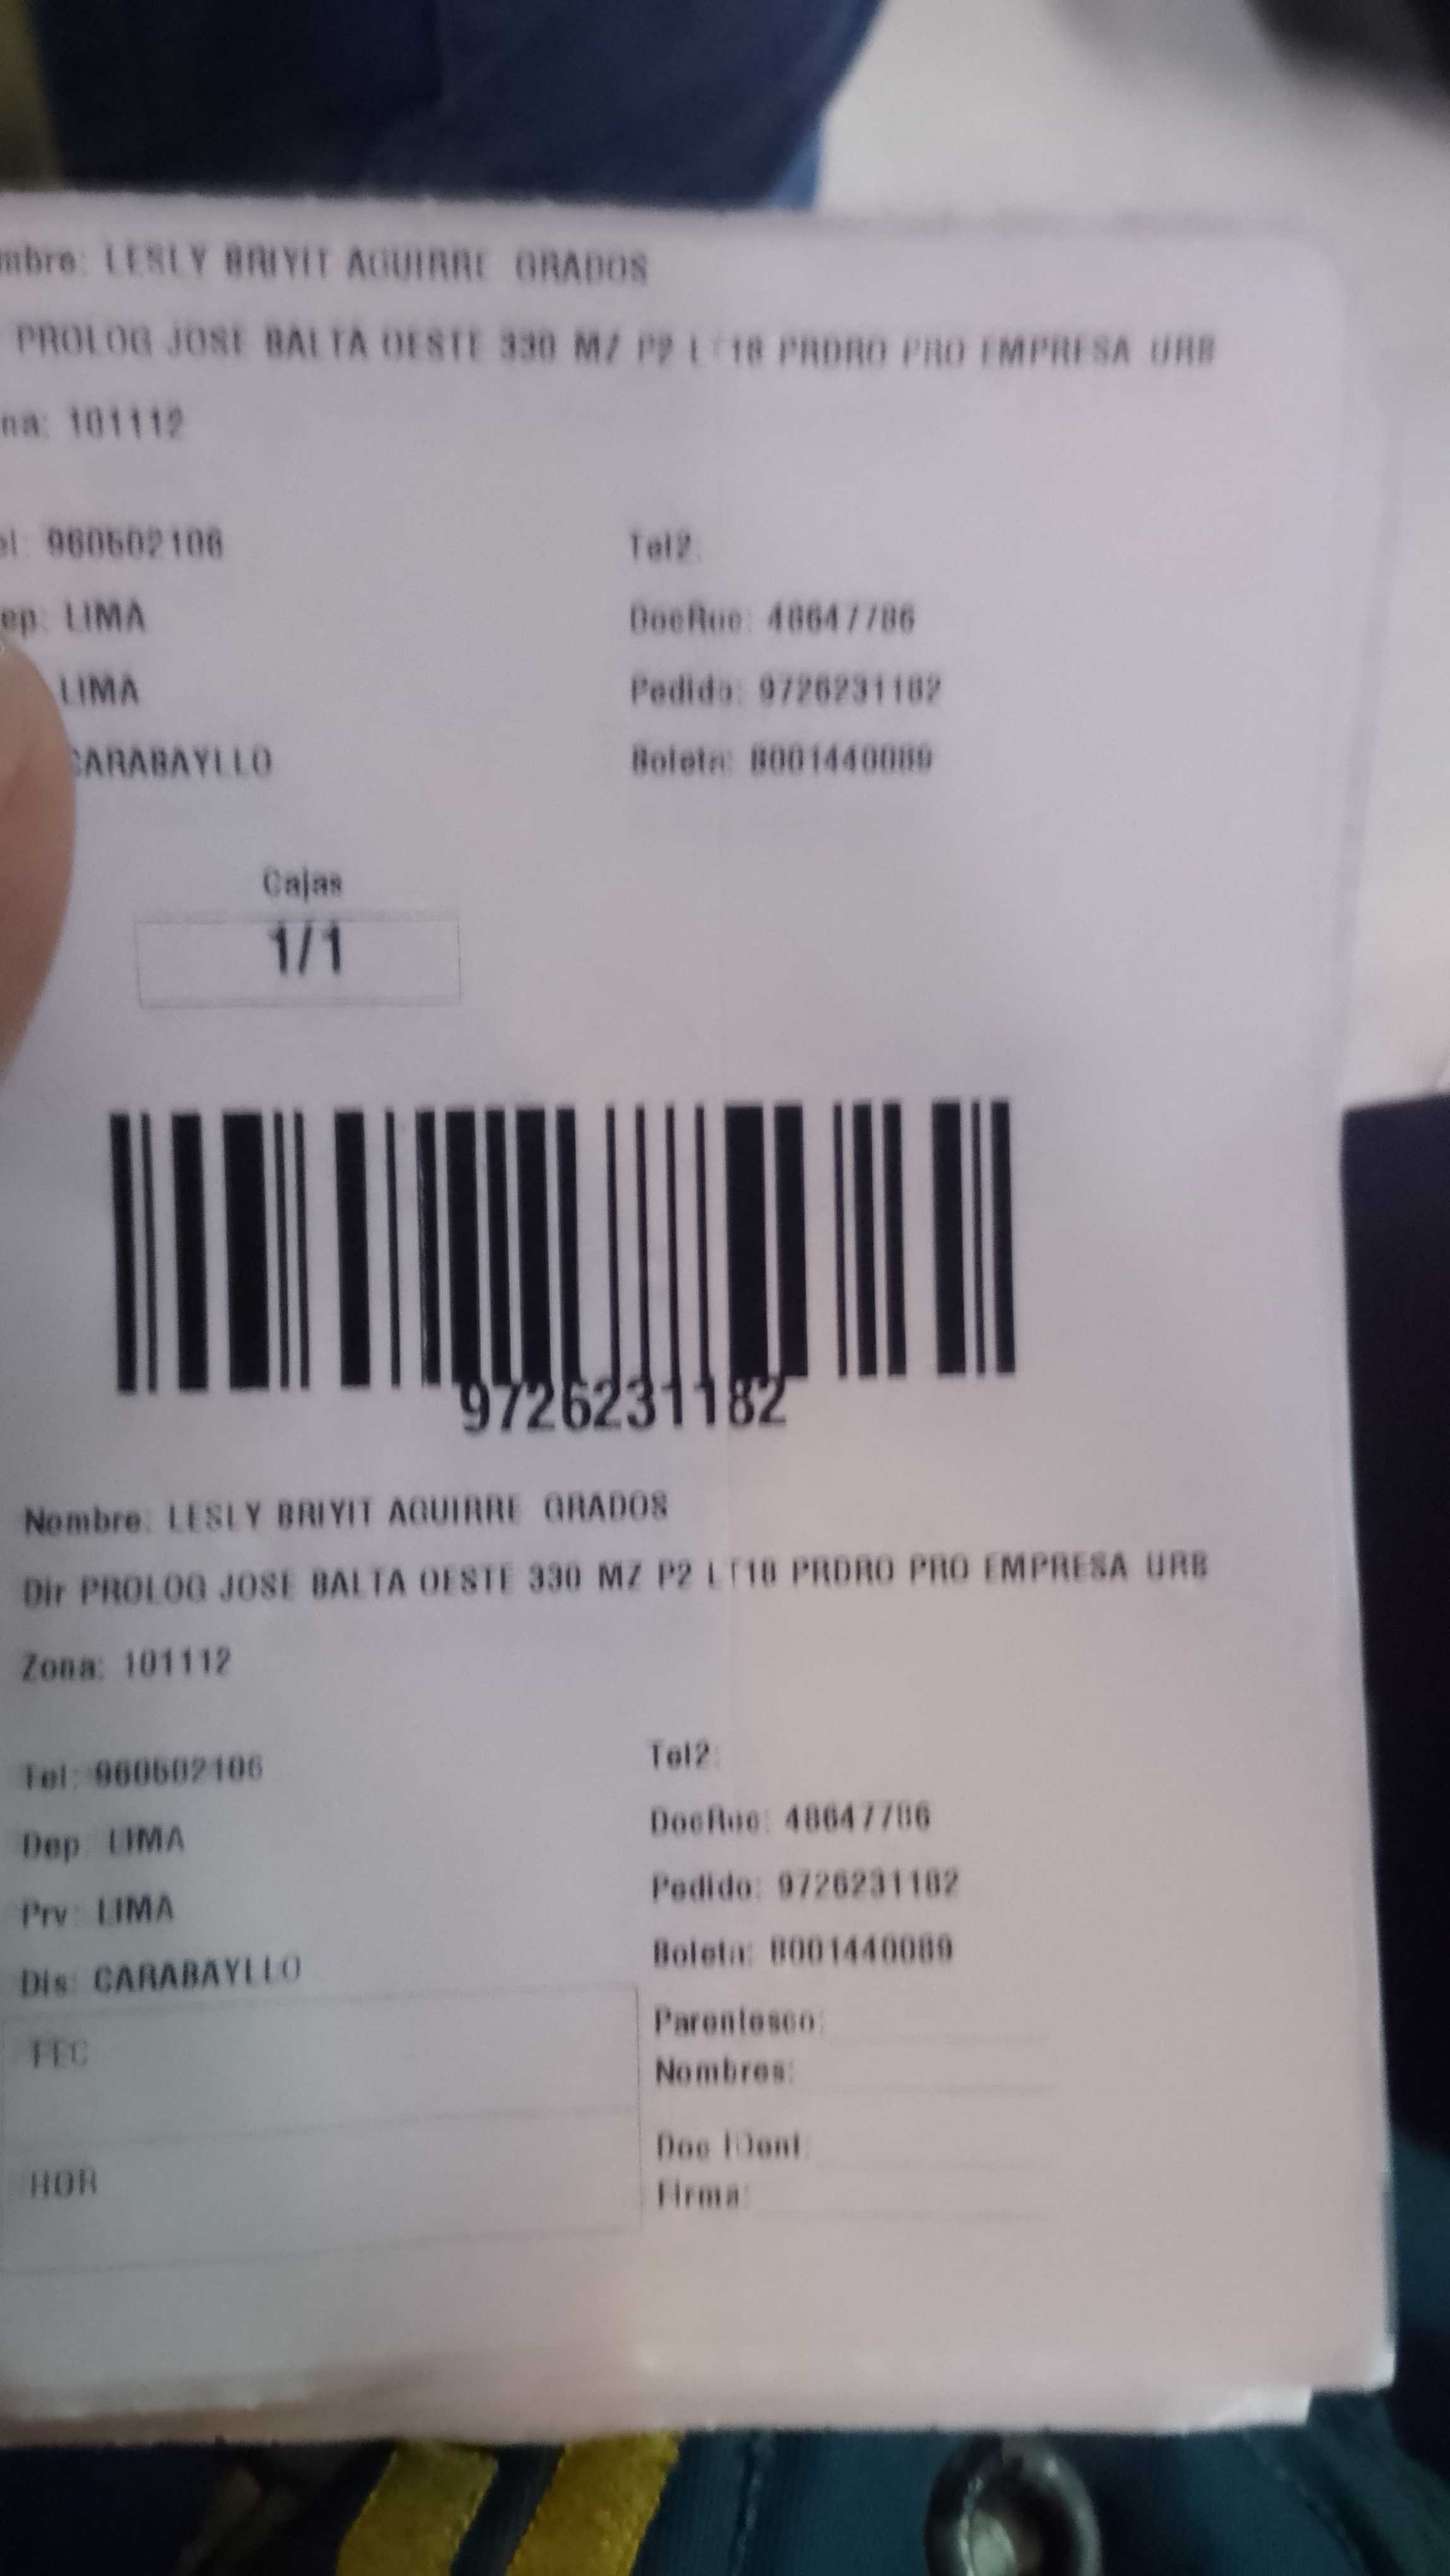 mbre: LESLY BRIYIT AGUIRRE GRADOS
PROLOG JOSE BALTA OESTE 330 MZ P2 LT18 PRDRO PRO EMPRESA URB
na: 101112
el: 960502106
Tel2:
ep: LIMA
DocRuc: 48647786
LIMA
Pedido: 9726231182
CARABAYLLO
Boleta: B001440089
Cajas
1/1
9726231182
Nombre: LESLY BRIYIT AGUIRRE GRADOS
Dir PROLOG JOSE BALTA OESTE 330 MZ P2 LT18 PRDRO PRO EMPRESA URB
Zona: 101112
Tel: 960502106
Tel2:
Dep: LIMA
DocRuc: 48647786
Prv: LIMA
Pedido: 9726231182
Dis: CARABAYLLO
Boleta: B001440089
FEC
Parentesco:
Nombres:
HOR
Doc IDent:
Firma: